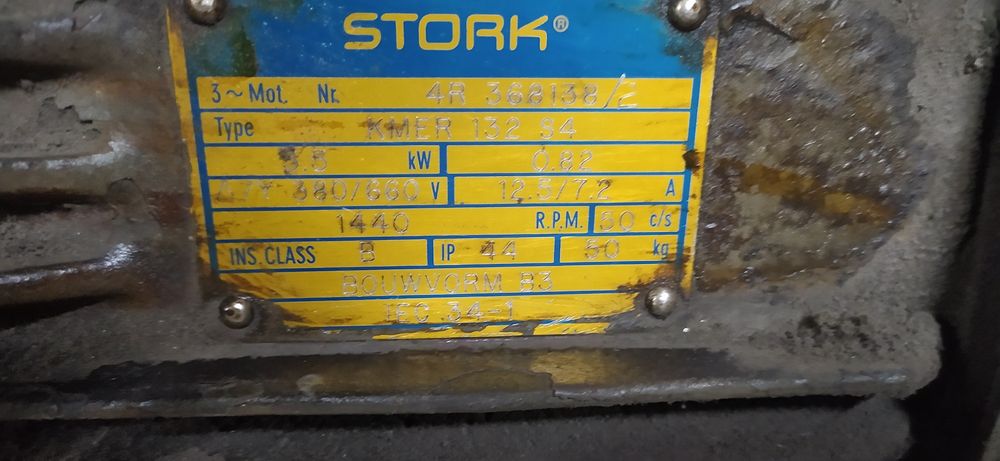 STORK®
3~Mot. Nr. 4R 368138/2
Type KMER 132 S4
kW 0.82
380/660 V 12.5/7.2 A
1440 R.P.M. 50 c/s
INS. CLASS B IP 44 50 kg
BOUWVORM B3
IEC 34-1